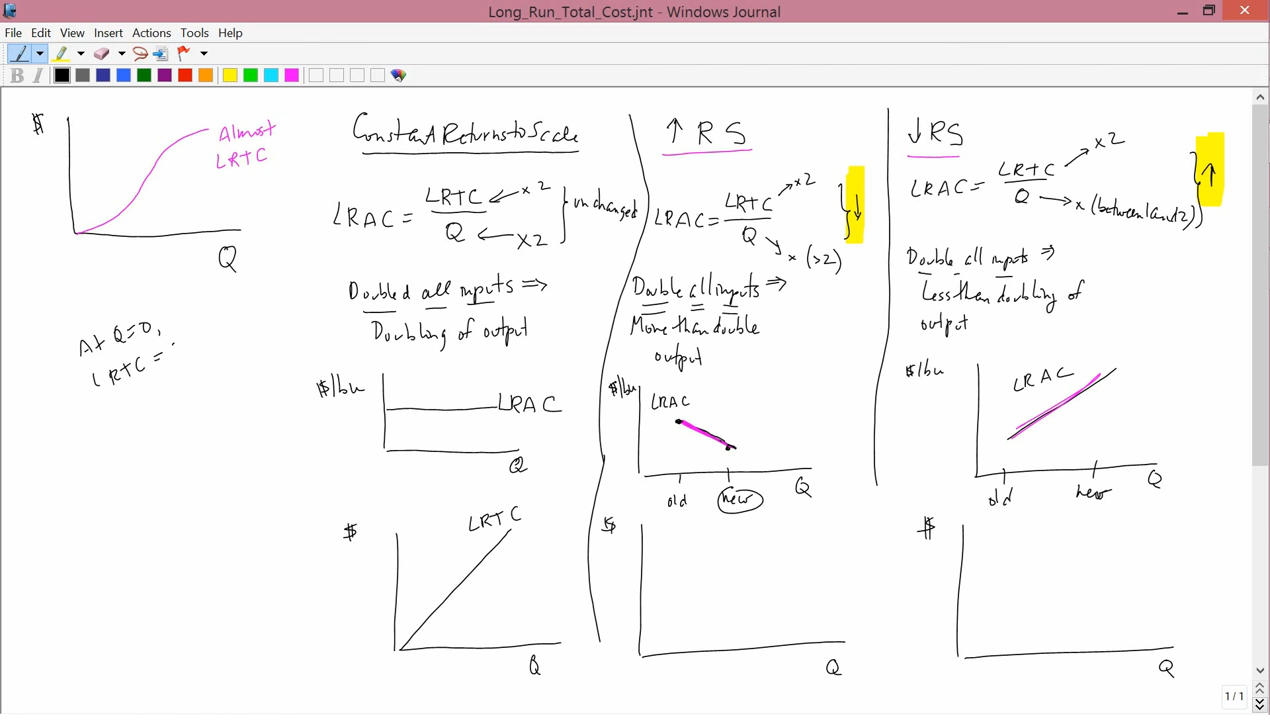 Long_Run_Total_Cost.jnt - Windows Journal
File Edit View Insert Actions Tools Help
B I
$
Almost
LRTC
Q
At Q=0,
LRTC =
Constant Returns to Scale
LRAC = LRTC x2
Q X2
unchanged
Doubled all inputs ⇒
Doubling of output
$/bu
LRAC
Q
$
LRTC
Q
↑ R S
LRAC = LRTC x2
Q x (>2)
↓
Double all inputs ⇒
More than double
output
$/bu
LRAC
old new Q
$
Q
↓ RS
LRAC = LRTC x2
Q x (between 1 and 2)
↑
Double all inputs ⇒
Less than doubling of
output
$/bu
LRAC
old new Q
$
Q
1 / 1